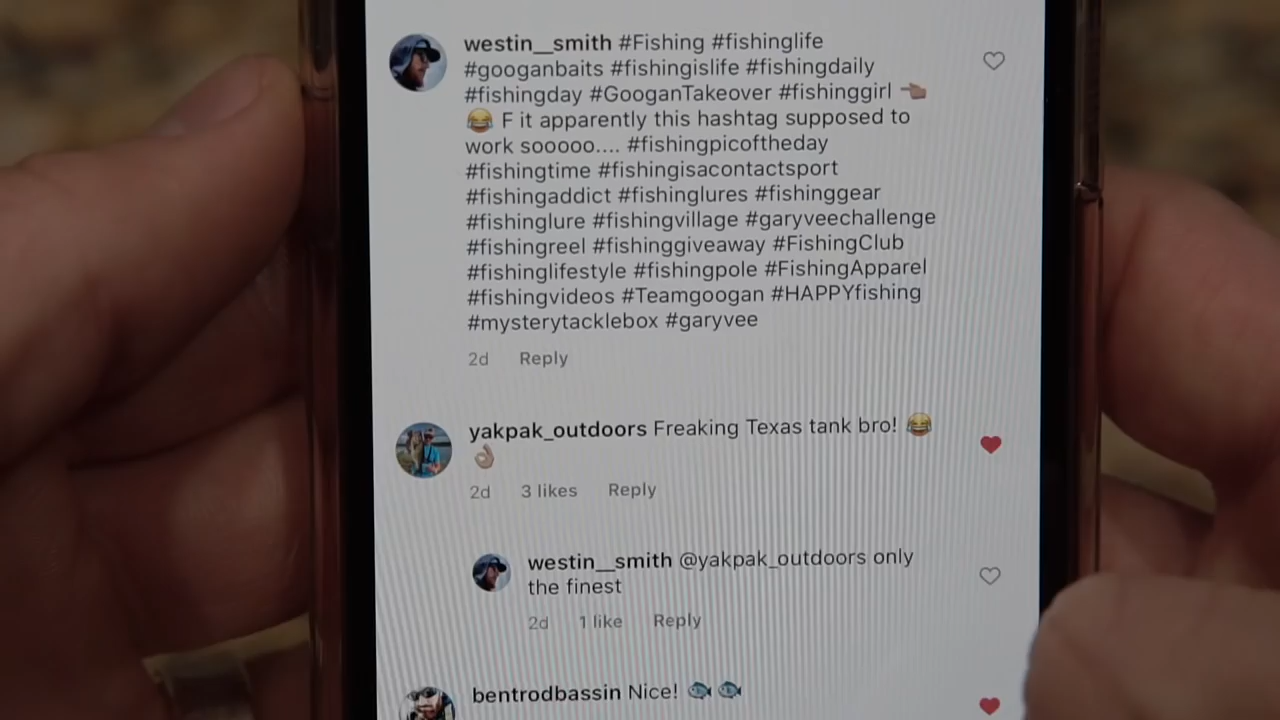 westin__smith #Fishing #fishinglife
#googanbaits #fishingislife #fishingdaily
#fishingday #GooganTakeover #fishinggirl 👈🏽
😂 F it apparently this hashtag supposed to
work sooooo.... #fishingpicoftheday
#fishingtime #fishingisacontactsport
#fishingaddict #fishinglures #fishinggear
#fishinglure #fishingvillage #garyveechallenge
#fishingreel #fishinggiveaway #FishingClub
#fishinglifestyle #fishingpole #FishingApparel
#fishingvideos #Teamgoogan #HAPPYfishing
#mysterytacklebox #garyvee
2d Reply
yakpak_outdoors Freaking Texas tank bro! 😂
👌🏼
2d 3 likes Reply
westin__smith @yakpak_outdoors only
the finest
2d 1 like Reply
bentrodbassin Nice! 🐟🐟